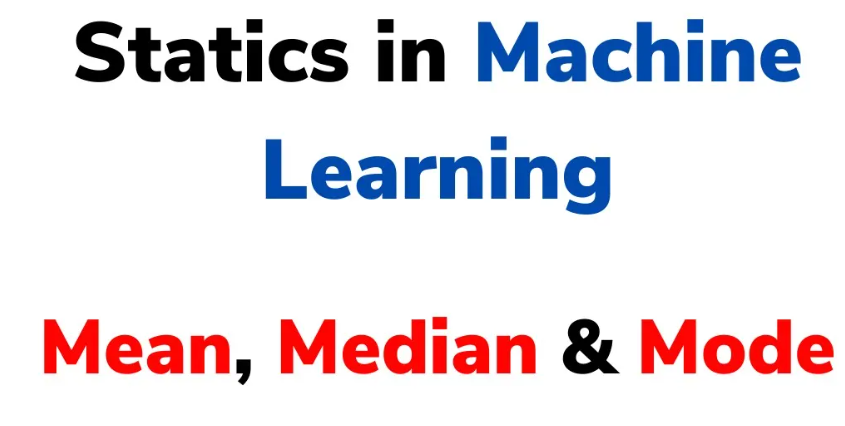 Statics in Machine
Learning
Mean, Median & Mode